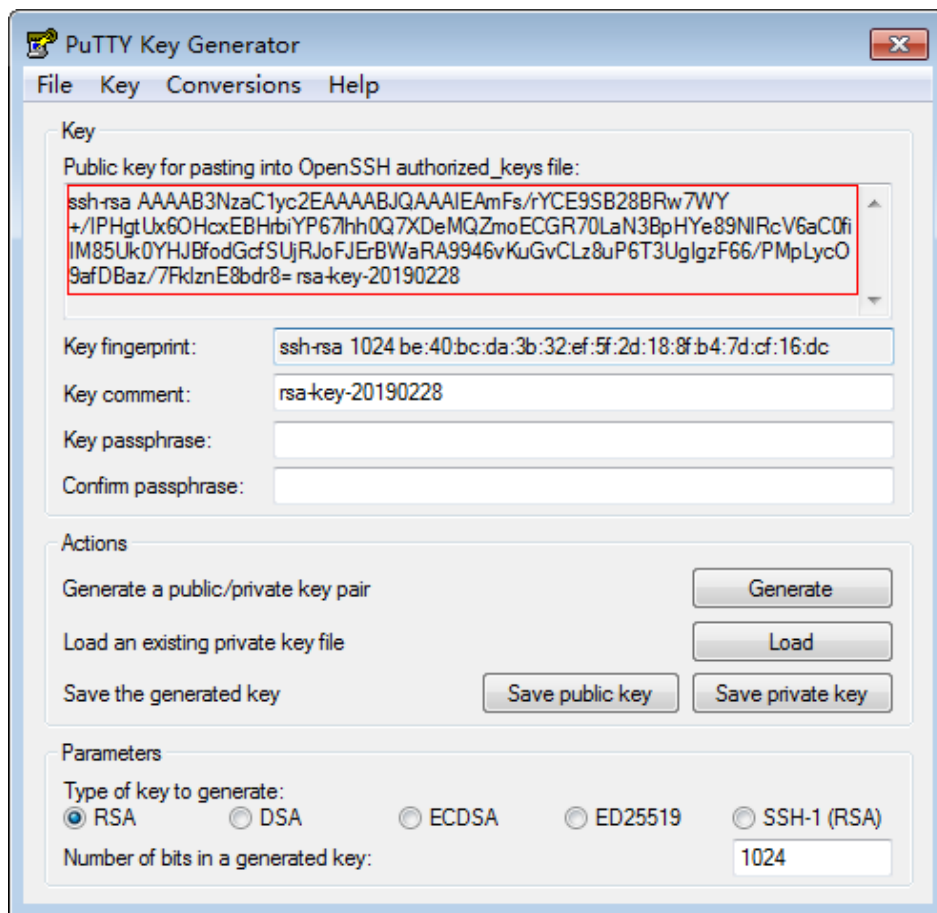 PuTTY Key Generator
File Key Conversions Help
Key
Public key for pasting into OpenSSH authorized_keys file:
ssh-rsa AAAAB3NzaC1yc2EAAAABJQAAAIEAmFs/rYCE9SB28BRw7WY
+/IPHgtUx6OHcxEBHrbiYP67lhh0Q7XDeMQZmoECGR70LaN3BpHYe89NIRcV6aC0fi
IM85Uk0YHJBfodGcfSUjRJoFJErBWaRA9946vKuGvCLz8uP6T3UgIgzF66/PMpLycO
9afDBaz/7FkIznE8bdr8= rsa-key-20190228
Key fingerprint: ssh-rsa 1024 be:40:bc:da:3b:32:ef:5f:2d:18:8f:b4:7d:cf:16:dc
Key comment: rsa-key-20190228
Key passphrase:
Confirm passphrase:
Actions
Generate a public/private key pair Generate
Load an existing private key file Load
Save the generated key Save public key Save private key
Parameters
Type of key to generate:
RSA DSA ECDSA ED25519 SSH-1 (RSA)
Number of bits in a generated key: 1024